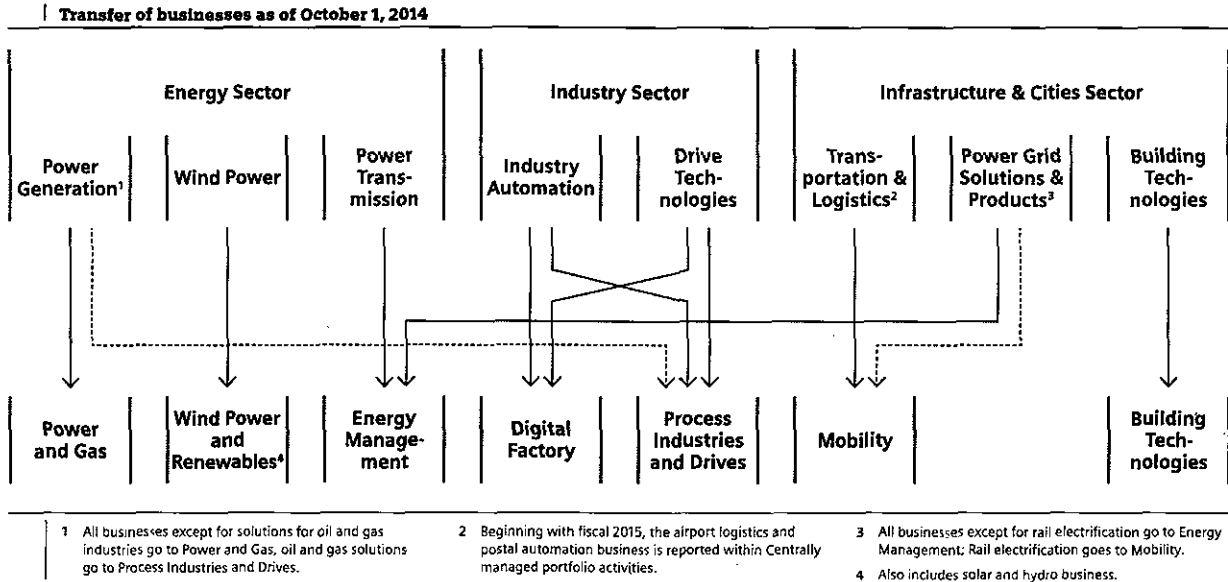 Transfer of businesses as of October 1, 2014
Energy Sector
Industry Sector
Infrastructure & Cities Sector
Power
Generation¹
Wind Power
Power
Trans-
mission
Industry
Automation
Drive
Tech-
nologies
Trans-
portation &
Logistics²
Power Grid
Solutions &
Products³
Building
Tech-
nologies
Power
and Gas
Wind Power
and
Renewables⁴
Energy
Manage-
ment
Digital
Factory
Process
Industries
and Drives
Mobility
Building
Tech-
nologies
1 All businesses except for solutions for oil and gas
industries go to Power and Gas, oil and gas solutions
go to Process Industries and Drives.
2 Beginning with fiscal 2015, the airport logistics and
postal automation business is reported within Centrally
managed portfolio activities.
3 All businesses except for rail electrification go to Energy
Management; Rail electrification goes to Mobility.
4 Also includes solar and hydro business.